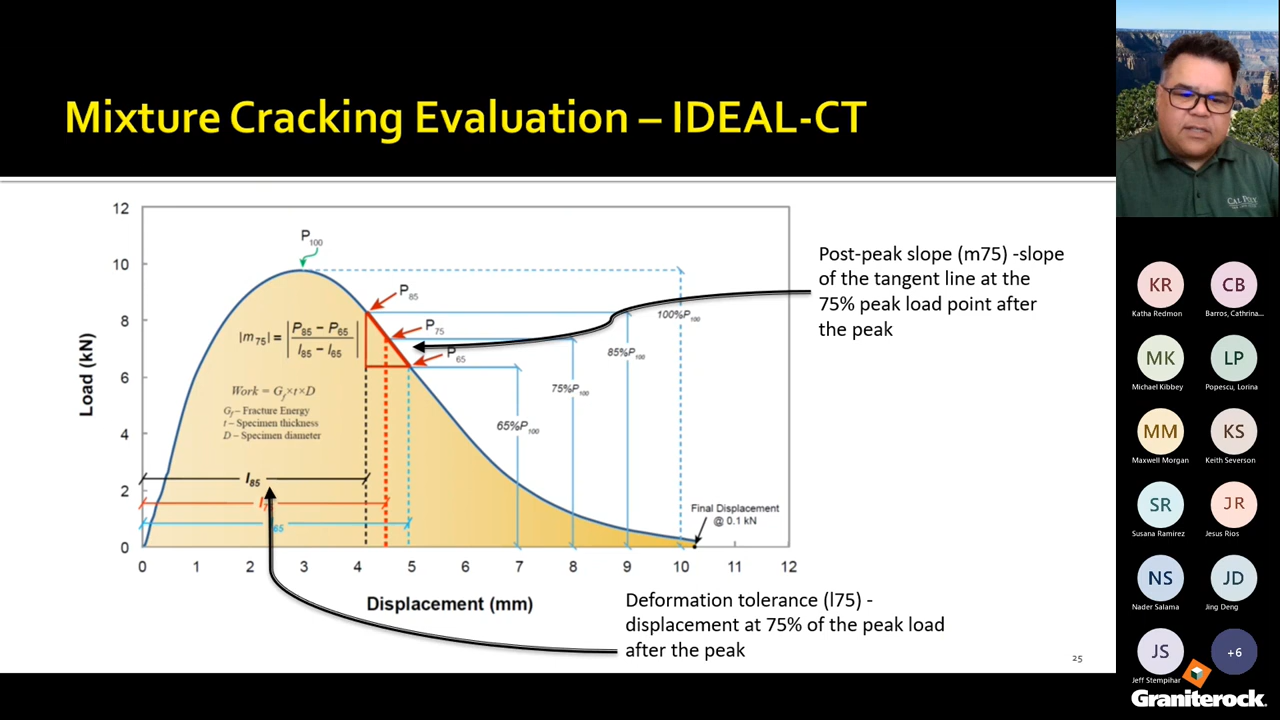 Mixture Cracking Evaluation – IDEAL-CT
12
10
8
6
4
2
0
Load (kN)
0 1 2 3 4 5 6 7 8 9 10 11 12
Displacement (mm)
P100
P85
P75
P65
|m75| = |P85 – P65 / l85 – l65|
Work = Gf×t×D
Gf – Fracture Energy
t – Specimen thickness
D – Specimen diameter
100%P100
85%P100
75%P100
65%P100
l85
Final Displacement
@ 0.1 kN
Post-peak slope (m75) -slope
of the tangent line at the
75% peak load point after
the peak
Deformation tolerance (l75) -
displacement at 75% of the peak load
after the peak
25
CAL POLY
KR
Katha Redmon
CB
Barros, Cathrina...
MK
Michael Kibbey
LP
Popescu, Lorina
MM
Maxwell Morgan
KS
Keith Severson
SR
Susana Ramirez
JR
Jesus Rios
NS
Nader Salama
JD
Jing Deng
JS
Jeff Stempihar
+6
Graniterock